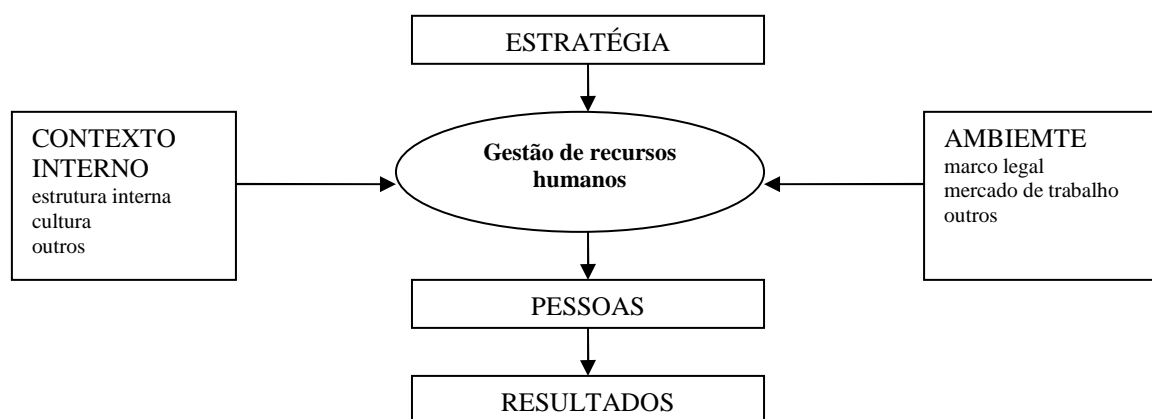 ESTRATÉGIA
CONTEXTO
INTERNO
estrutura interna
cultura
outros
Gestão de recursos
humanos
AMBIEMTE
marco legal
mercado de trabalho
outros
PESSOAS
RESULTADOS